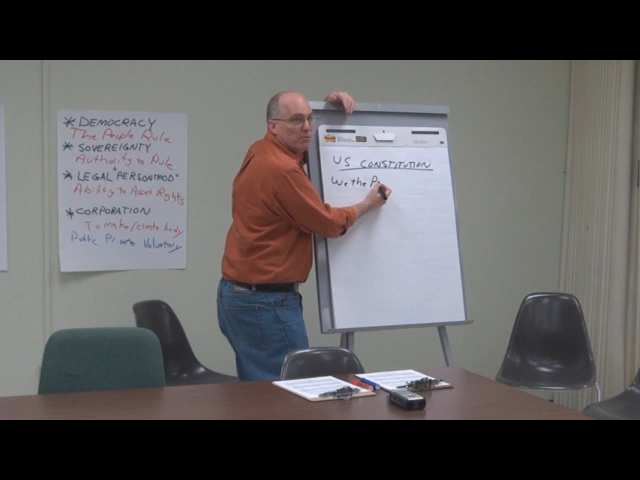 * DEMOCRACY
The People Rule
* SOVEREIGNTY
Authority to Rule
* LEGAL "PERSONHOOD"
Ability to Assert Rights
* CORPORATION
To make/create body
Public Private Voluntary
US CONSTITUTION
We the P